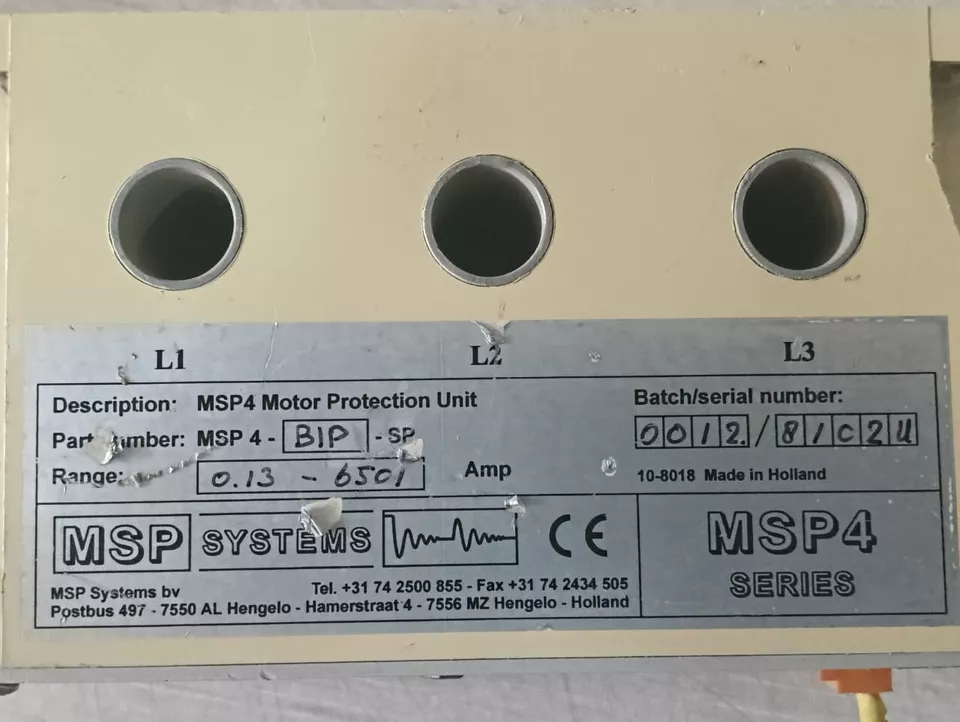 L1 L2 L3
Description: MSP4 Motor Protection Unit
Part number: MSP 4 - BIP - SP
Range: 0.13 - 6501 Amp
Batch/serial number:
0012./81C2U
10-8018 Made in Holland
MSP SYSTEMS CE
MSP Systems bv Tel. +31 74 2500 855 - Fax +31 74 2434 505
Postbus 497 - 7550 AL Hengelo - Hamerstraat 4 - 7556 MZ Hengelo - Holland
MSP4
SERIES